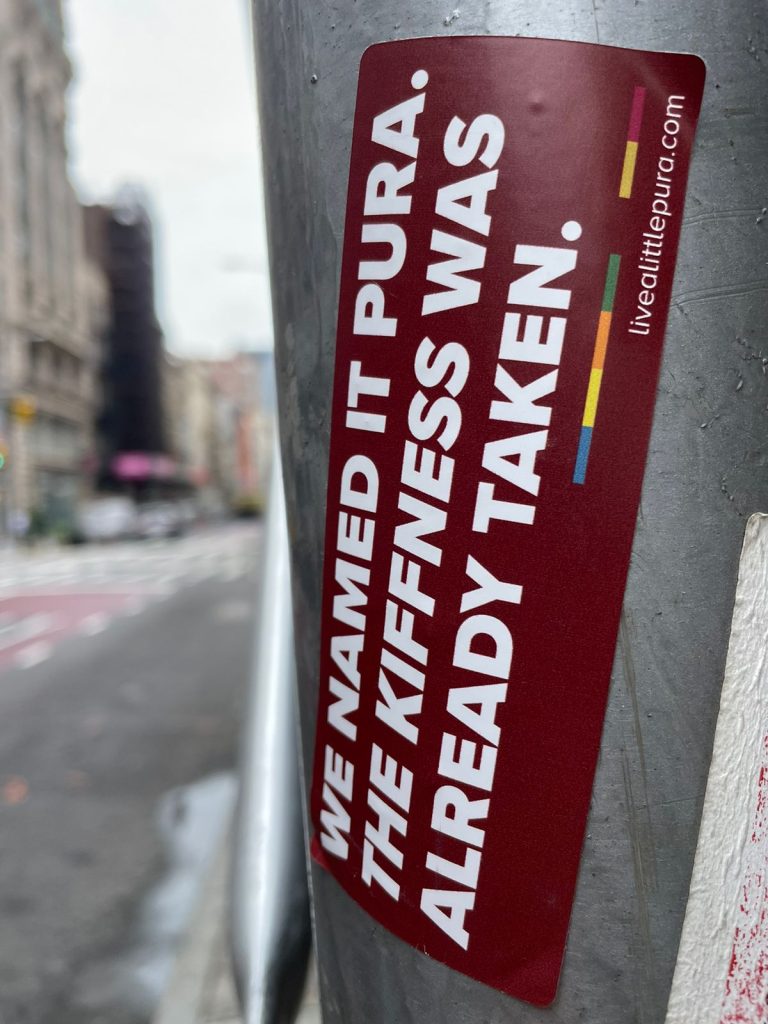 WE NAMED IT PURA.
THE KIFFNESS WAS
ALREADY TAKEN.
livealittlepura.com